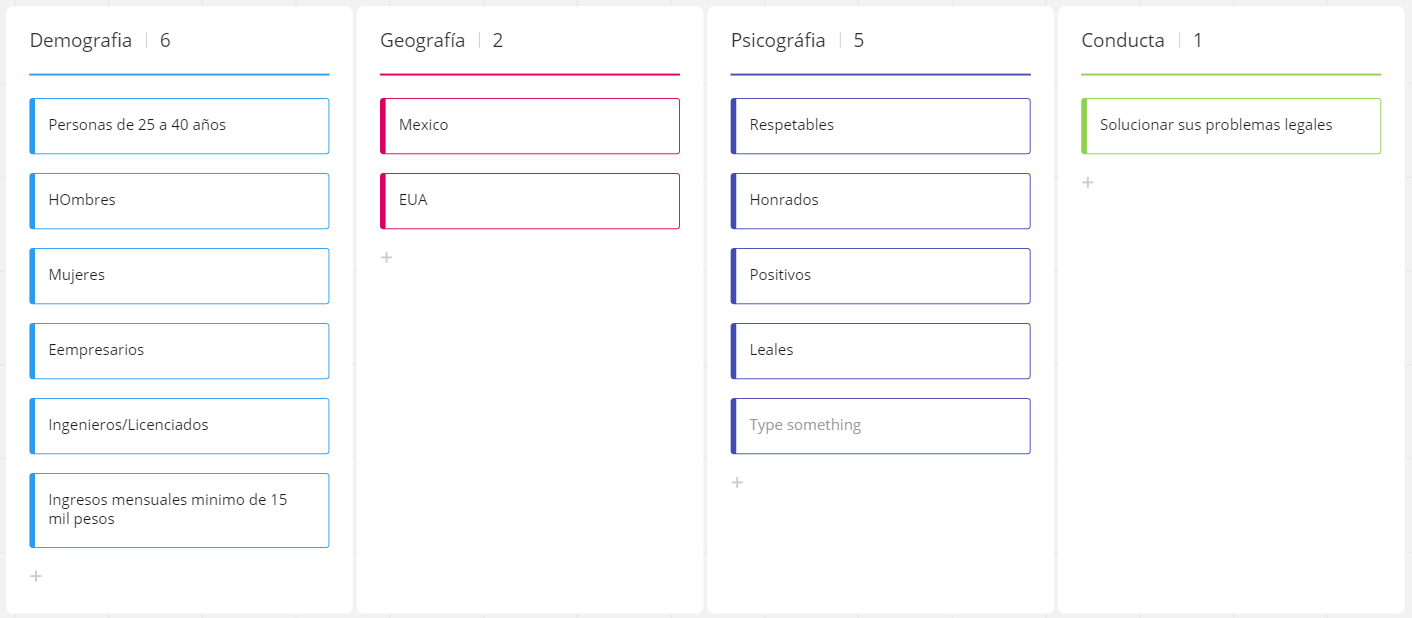 Demografia 6
Personas de 25 a 40 años
HOmbres
Mujeres
Eempresarios
Ingenieros/Licenciados
Ingresos mensuales minimo de 15
mil pesos
+
Geografía 2
Mexico
EUA
+
Psicográfia 5
Respetables
Honrados
Positivos
Leales
Type something
+
Conducta 1
Solucionar sus problemas legales
+